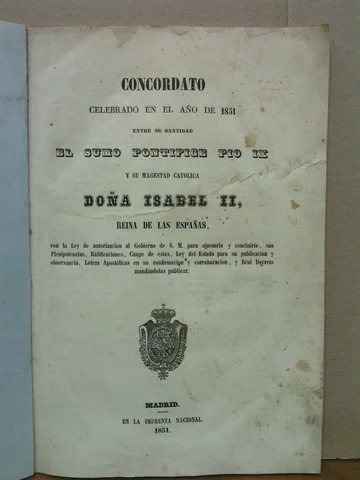 CONCORDATO
CELEBRADO EN EL AÑO DE 1851
ENTRE SU SANTIDAD
EL SUMO PONTIFICE PIO IX
Y SU MAGESTAD CATOLICA
DOÑA ISABEL II,
REINA DE LAS ESPAÑAS,
con la Ley de autorizacion al Gobierno de S. M. para ajustarlo y concluirlo, sus
Plenipotencias, Ratificaciones, Cange de estas, Ley del Estado para su publicacion y
observancia, Letras Apostólicas en su confirmacion y corroboracion, y Real Decreto
mandándolas publicar.
MADRID.
EN LA IMPRENTA NACIONAL.
1851.